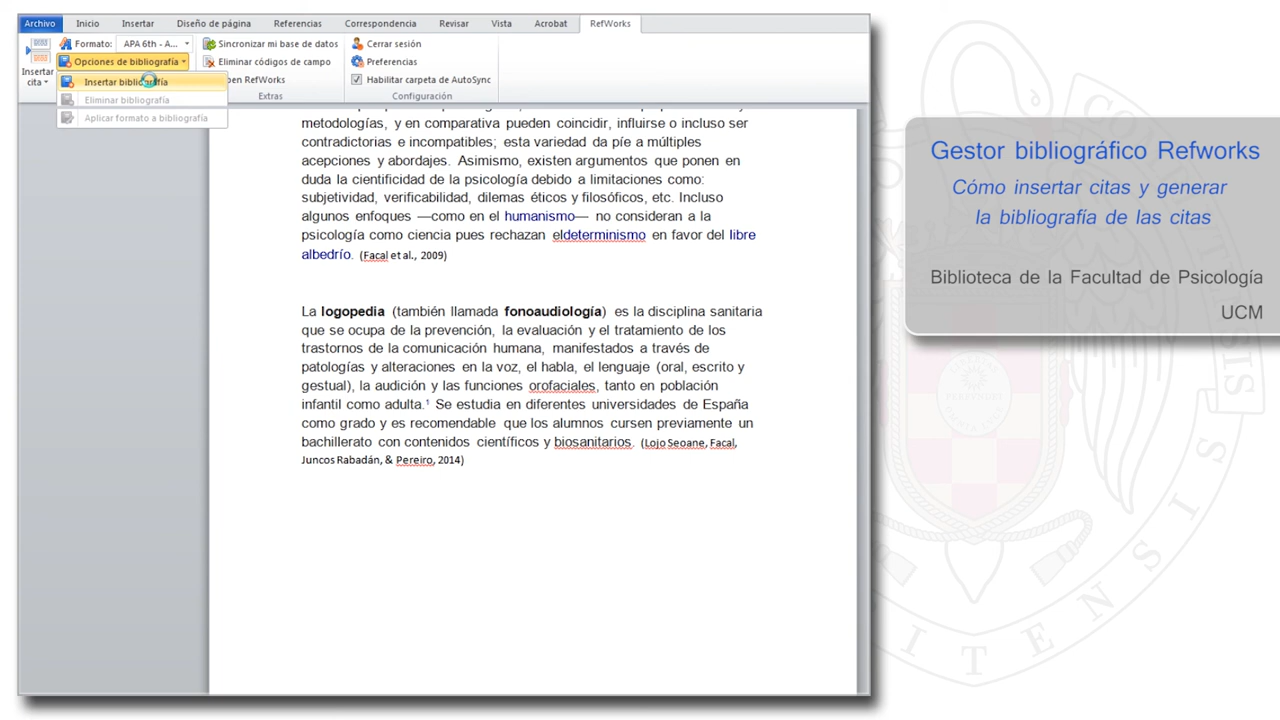 Archivo Inicio Insertar Diseño de página Referencias Correspondencia Revisar Vista Acrobat RefWorks
Insertar cita
Formato: APA 6th - A...
Opciones de bibliografía
Insertar bibliografía
Eliminar bibliografía
Aplicar formato a bibliografía
Sincronizar mi base de datos
Eliminar códigos de campo
pen RefWorks
Extras
Cerrar sesión
Preferencias
Habilitar carpeta de AutoSync
Configuración
metodologías, y en comparativa pueden coincidir, influirse o incluso ser
contradictorias e incompatibles; esta variedad da píe a múltiples
acepciones y abordajes. Asimismo, existen argumentos que ponen en
duda la cientificidad de la psicología debido a limitaciones como:
subjetividad, verificabilidad, dilemas éticos y filosóficos, etc. Incluso
algunos enfoques —como en el humanismo— no consideran a la
psicología como ciencia pues rechazan eldeterminismo en favor del libre
albedrío. (Facal et al., 2009)
La logopedia (también llamada fonoaudiología) es la disciplina sanitaria
que se ocupa de la prevención, la evaluación y el tratamiento de los
trastornos de la comunicación humana, manifestados a través de
patologías y alteraciones en la voz, el habla, el lenguaje (oral, escrito y
gestual), la audición y las funciones orofaciales, tanto en población
infantil como adulta.¹ Se estudia en diferentes universidades de España
como grado y es recomendable que los alumnos cursen previamente un
bachillerato con contenidos científicos y biosanitarios. (Lojo Seoane, Facal,
Juncos Rabadán, & Pereiro, 2014)
Gestor bibliográfico Refworks
Cómo insertar citas y generar
la bibliografía de las citas
Biblioteca de la Facultad de Psicología
UCM